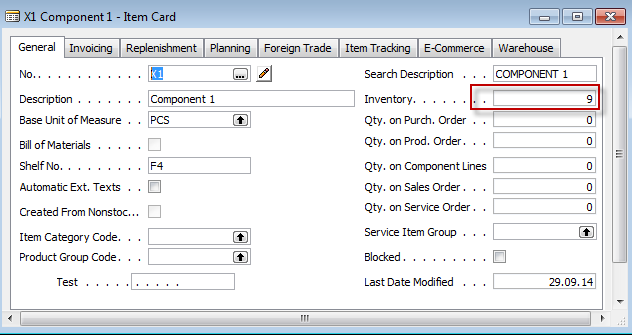 X1 Component 1 - Item Card
General Invoicing Replenishment Planning Foreign Trade Item Tracking E-Commerce Warehouse
No. . . . . . . . . . . . X1 ...
Search Description . . . COMPONENT 1
Description . . . . . . . . Component 1
Inventory. . . . . . . . . 9
Base Unit of Measure . . PCS
Qty. on Purch. Order . . 0
Bill of Materials . . . . .
Qty. on Prod. Order . . . 0
Shelf No. . . . . . . . . . F4
Qty. on Component Lines 0
Automatic Ext. Texts . . .
Qty. on Sales Order . . . 0
Created From Nonstoc...
Qty. on Service Order . . 0
Item Category Code. . . .
Service Item Group . . .
Product Group Code. . . .
Blocked . . . . . . . . . .
Test . . . . . . . . . .
Last Date Modified . . . 29.09.14